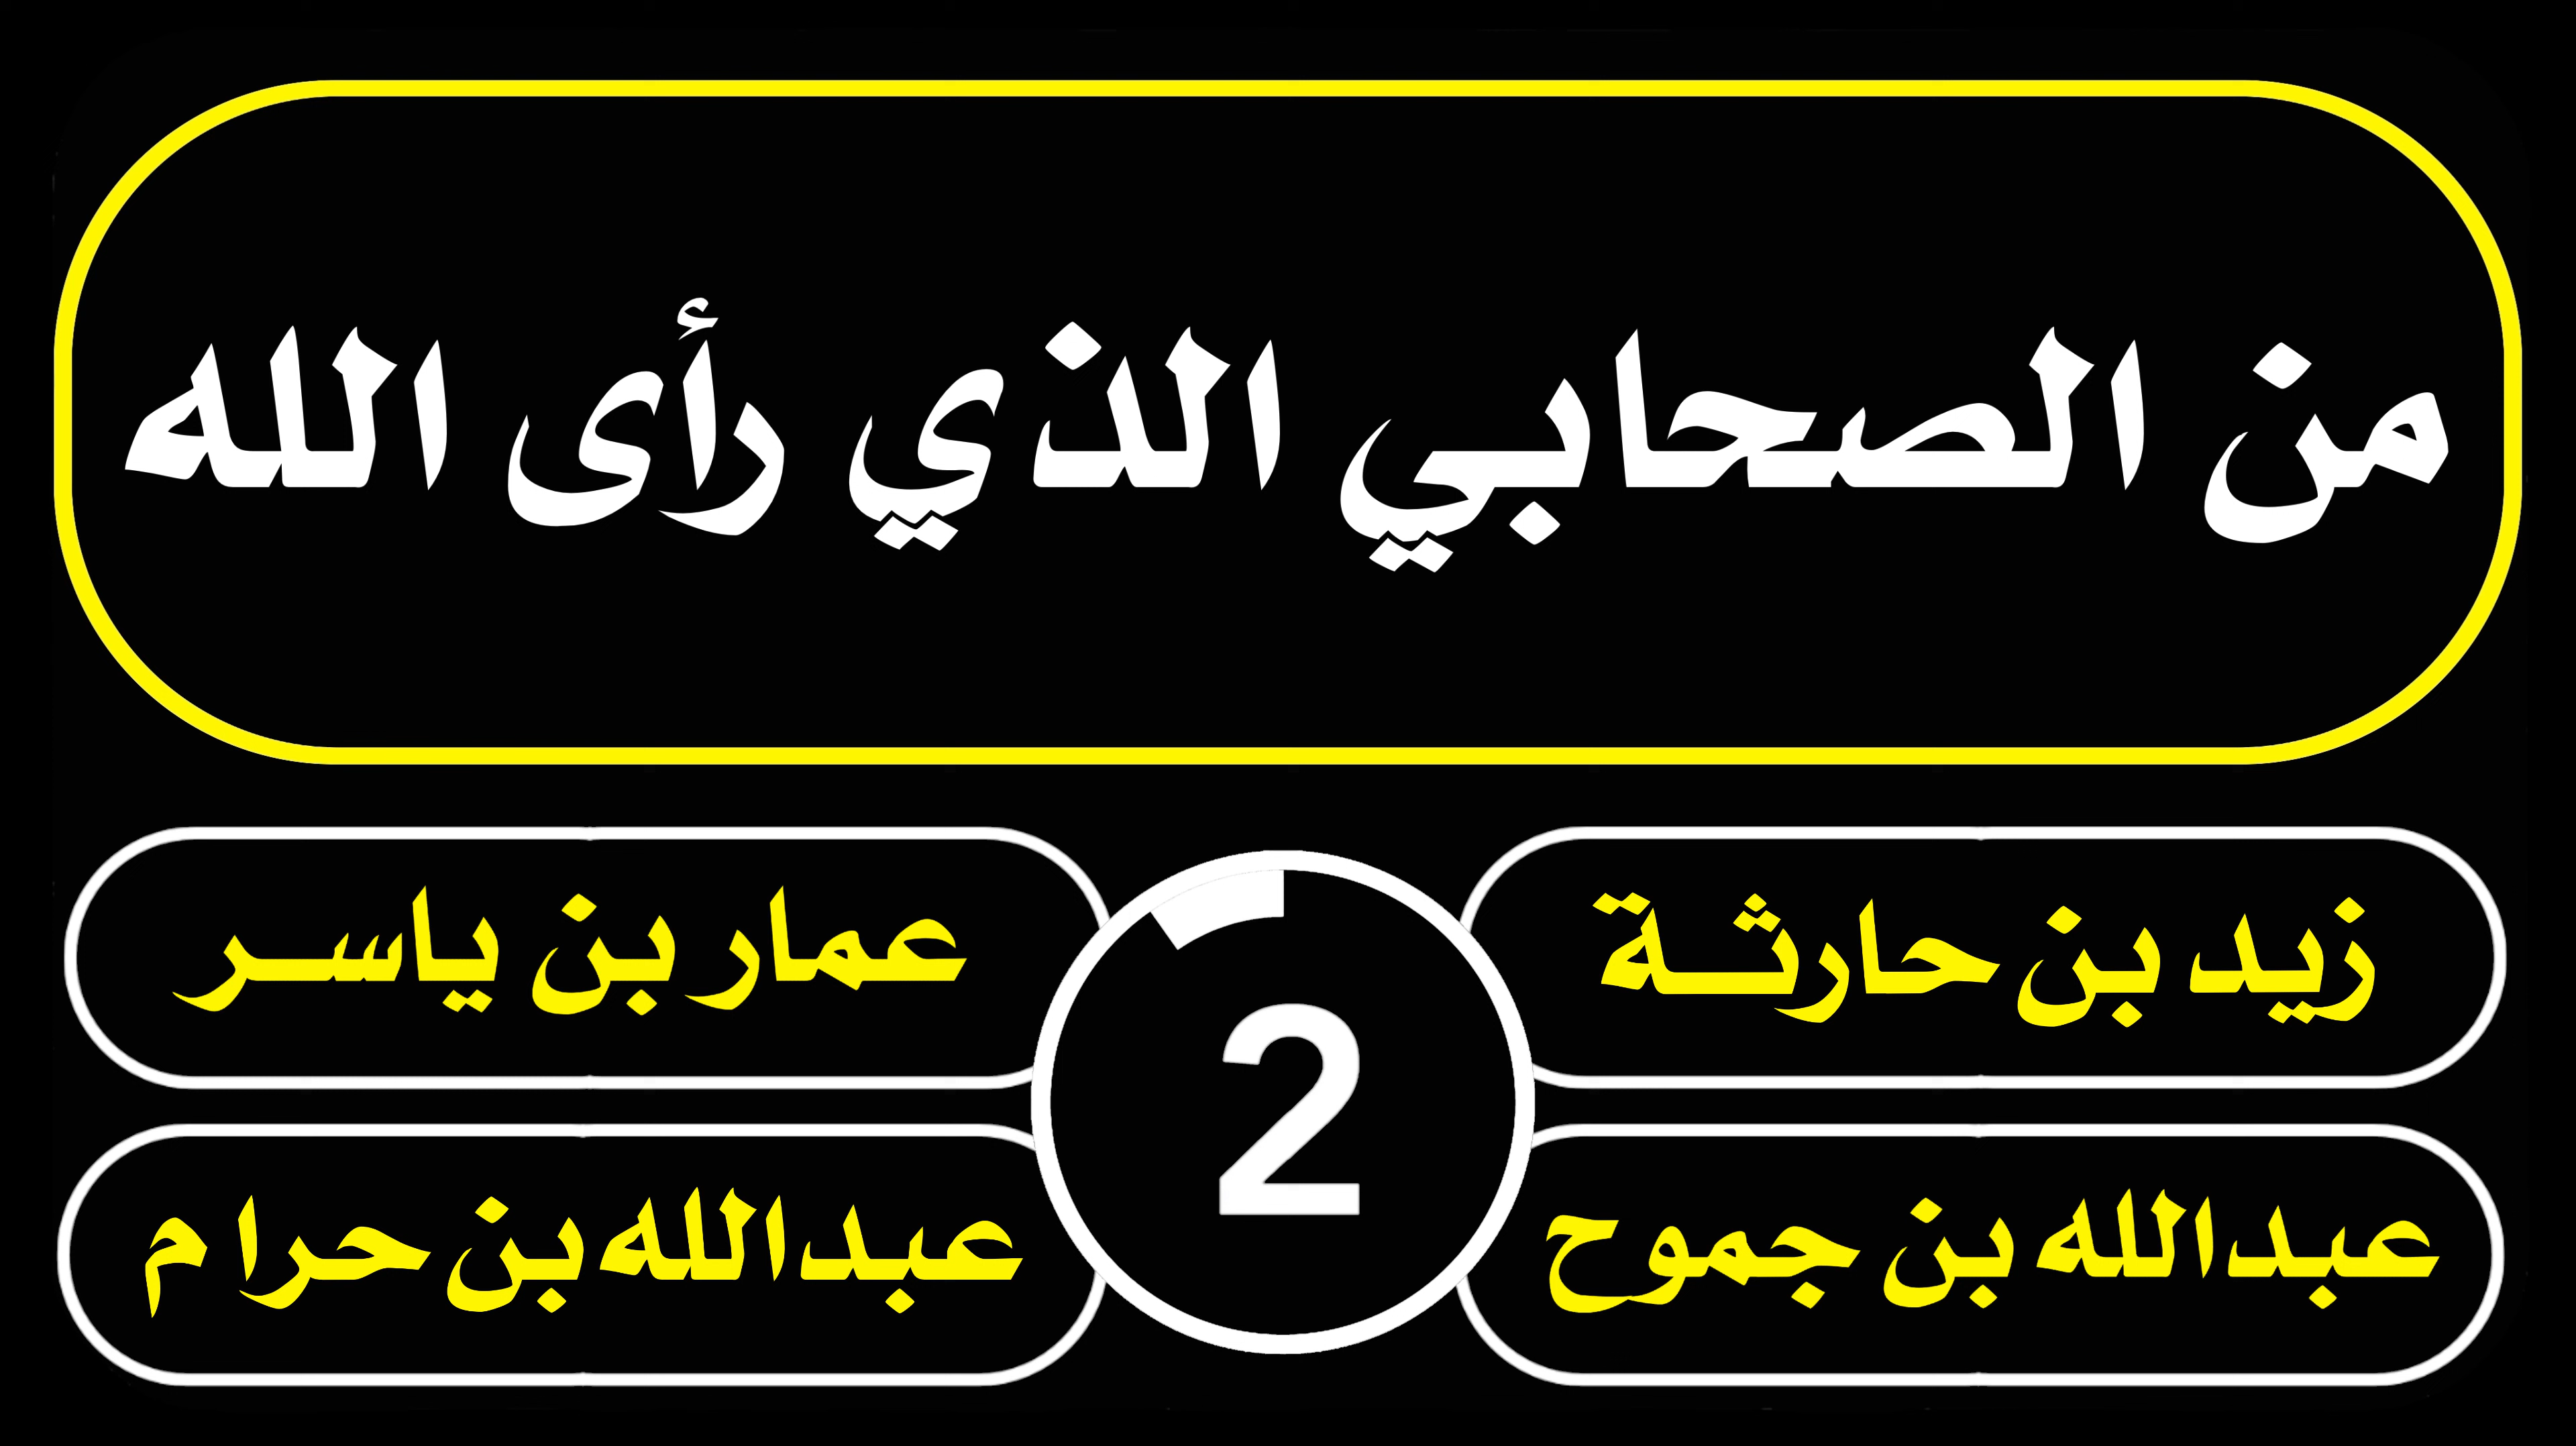 من الصحابي الذي رأى الله
زيد بن حارثة
عمار بن ياسر
2
عبدالله بن جموح
عبدالله بن حرام